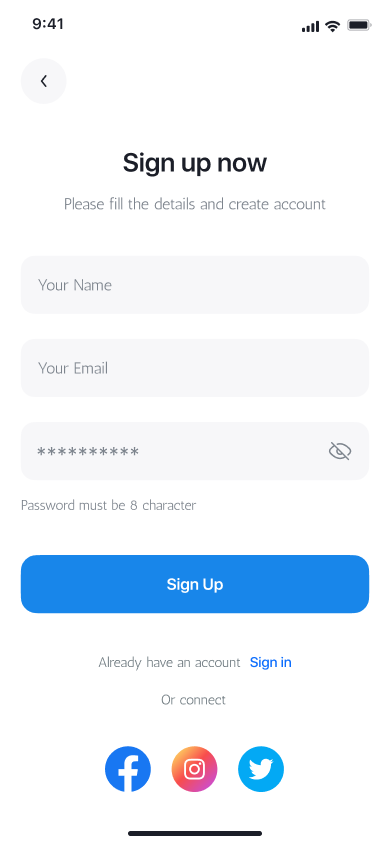 9:41
Sign up now
Please fill the details and create account
Your Name
Your Email
**********
Password must be 8 character
Sign Up
Already have an account Sign in
Or connect